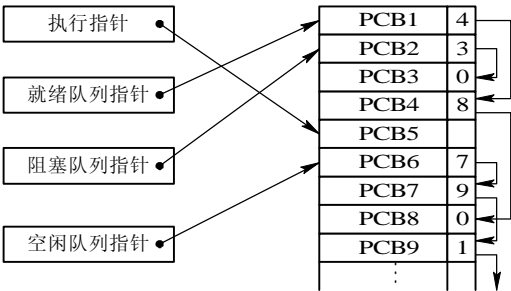 执行指针
就绪队列指针
阻塞队列指针
空闲队列指针
PCB1 4
PCB2 3
PCB3 0
PCB4 8
PCB5
PCB6 7
PCB7 9
PCB8 0
PCB9 1
⋮